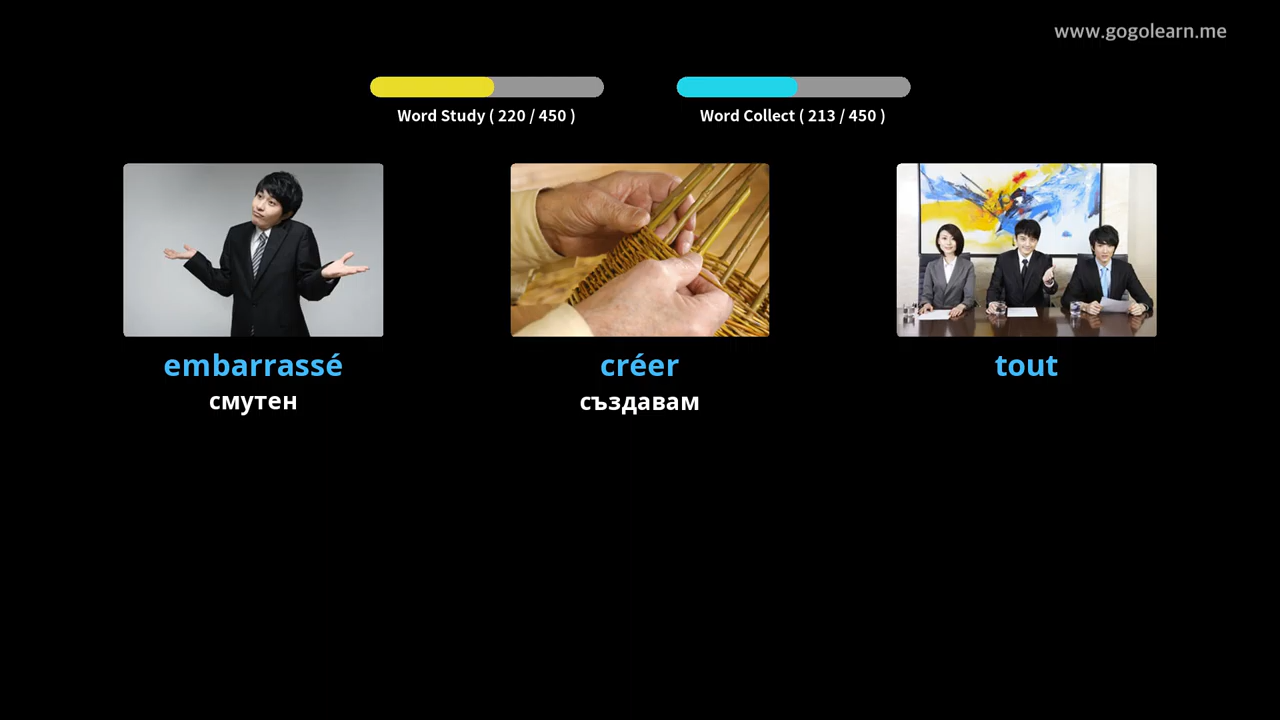 www.gogolearn.me
Word Study ( 220 / 450 )
Word Collect ( 213 / 450 )
embarrassé
créer
tout
смутен
създавам